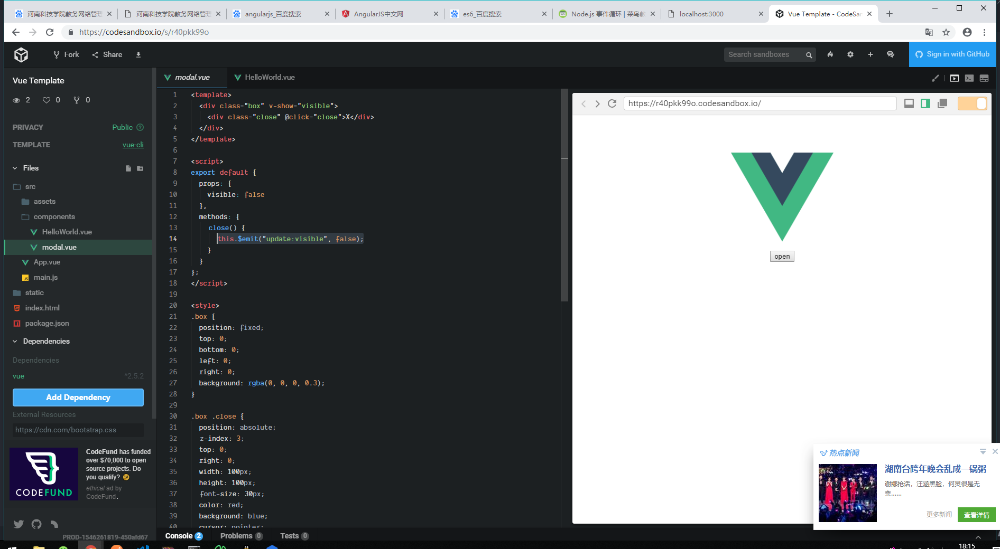 河南科技学院教务网络管理
河南科技学院教务网络管理
angularjs_百度搜索
AngularJS中文网
es6_百度搜索
Node.js 事件循环 | 菜鸟教
localhost:3000
Vue Template - CodeSan
https://codesandbox.io/s/r40pkk99o
Fork
Share
Search sandboxes
Sign in with GitHub
Vue Template
2
0
0
PRIVACY
Public
TEMPLATE
vue-cli
Files
src
assets
components
HelloWorld.vue
modal.vue
App.vue
main.js
static
index.html
package.json
Dependencies
Dependencies
vue
^2.5.2
Add Dependency
External Resources
https://cdn.com/bootstrap.css
CODEFUND
CodeFund has funded
over $70,000 to open
source projects. Do
you qualify?
ethical ad by
CodeFund.
PROD-1546261819-450afd67
modal.vue
HelloWorld.vue
1 <template>
2 <div class="box" v-show="visible">
3 <div class="close" @click="close">X</div>
4 </div>
5 </template>
6
7 <script>
8 export default {
9 props: {
10 visible: false
11 },
12 methods: {
13 close() {
14 this.$emit("update:visible", false);
15 }
16 }
17 };
18 </script>
19
20 <style>
21 .box {
22 position: fixed;
23 top: 0;
24 bottom: 0;
25 left: 0;
26 right: 0;
27 background: rgba(0, 0, 0, 0.3);
28 }
29
30 .box .close {
31 position: absolute;
32 z-index: 3;
33 top: 0;
34 right: 0;
35 width: 100px;
36 height: 100px;
37 font-size: 30px;
38 color: red;
39 background: blue;
40 cursor: pointer;
Console 2
Problems 0
Tests 0
https://r40pkk99o.codesandbox.io/
open
热点新闻
湖南台跨年晚会乱成一锅粥
谢娜抢话，汪涵黑脸，何炅很是无
奈……
更多新闻
查看详情
18:15